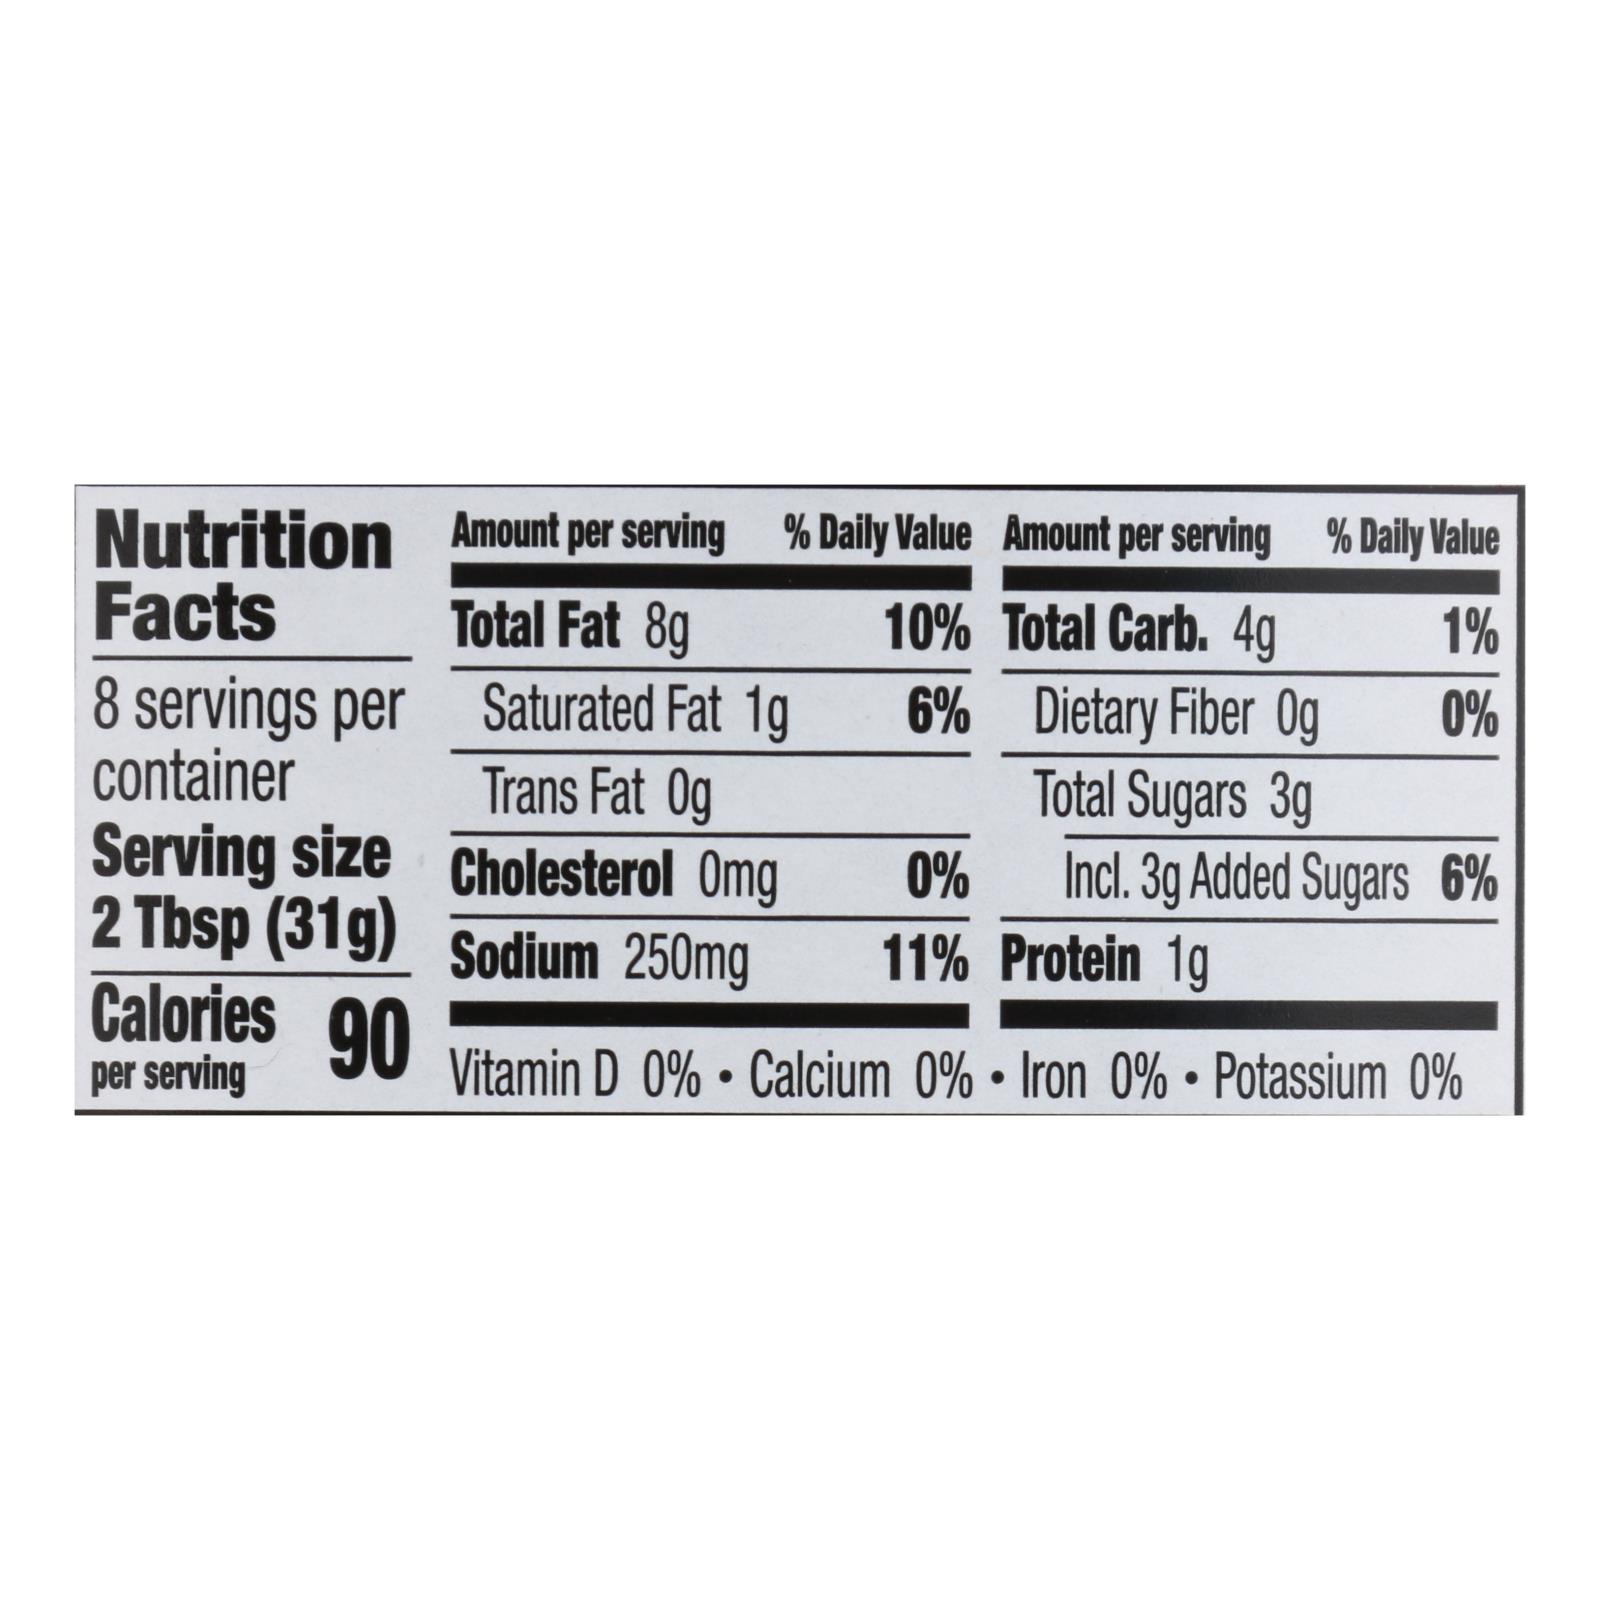 Nutrition
Facts
8 servings per
container
Serving size
2 Tbsp (31g)
Calories 90
per serving
Amount per serving % Daily Value
Total Fat 8g 10%
Saturated Fat 1g 6%
Trans Fat 0g
Cholesterol 0mg 0%
Sodium 250mg 11%
Amount per serving % Daily Value
Total Carb. 4g 1%
Dietary Fiber 0g 0%
Total Sugars 3g
Incl. 3g Added Sugars 6%
Protein 1g
Vitamin D 0% • Calcium 0% • Iron 0% • Potassium 0%